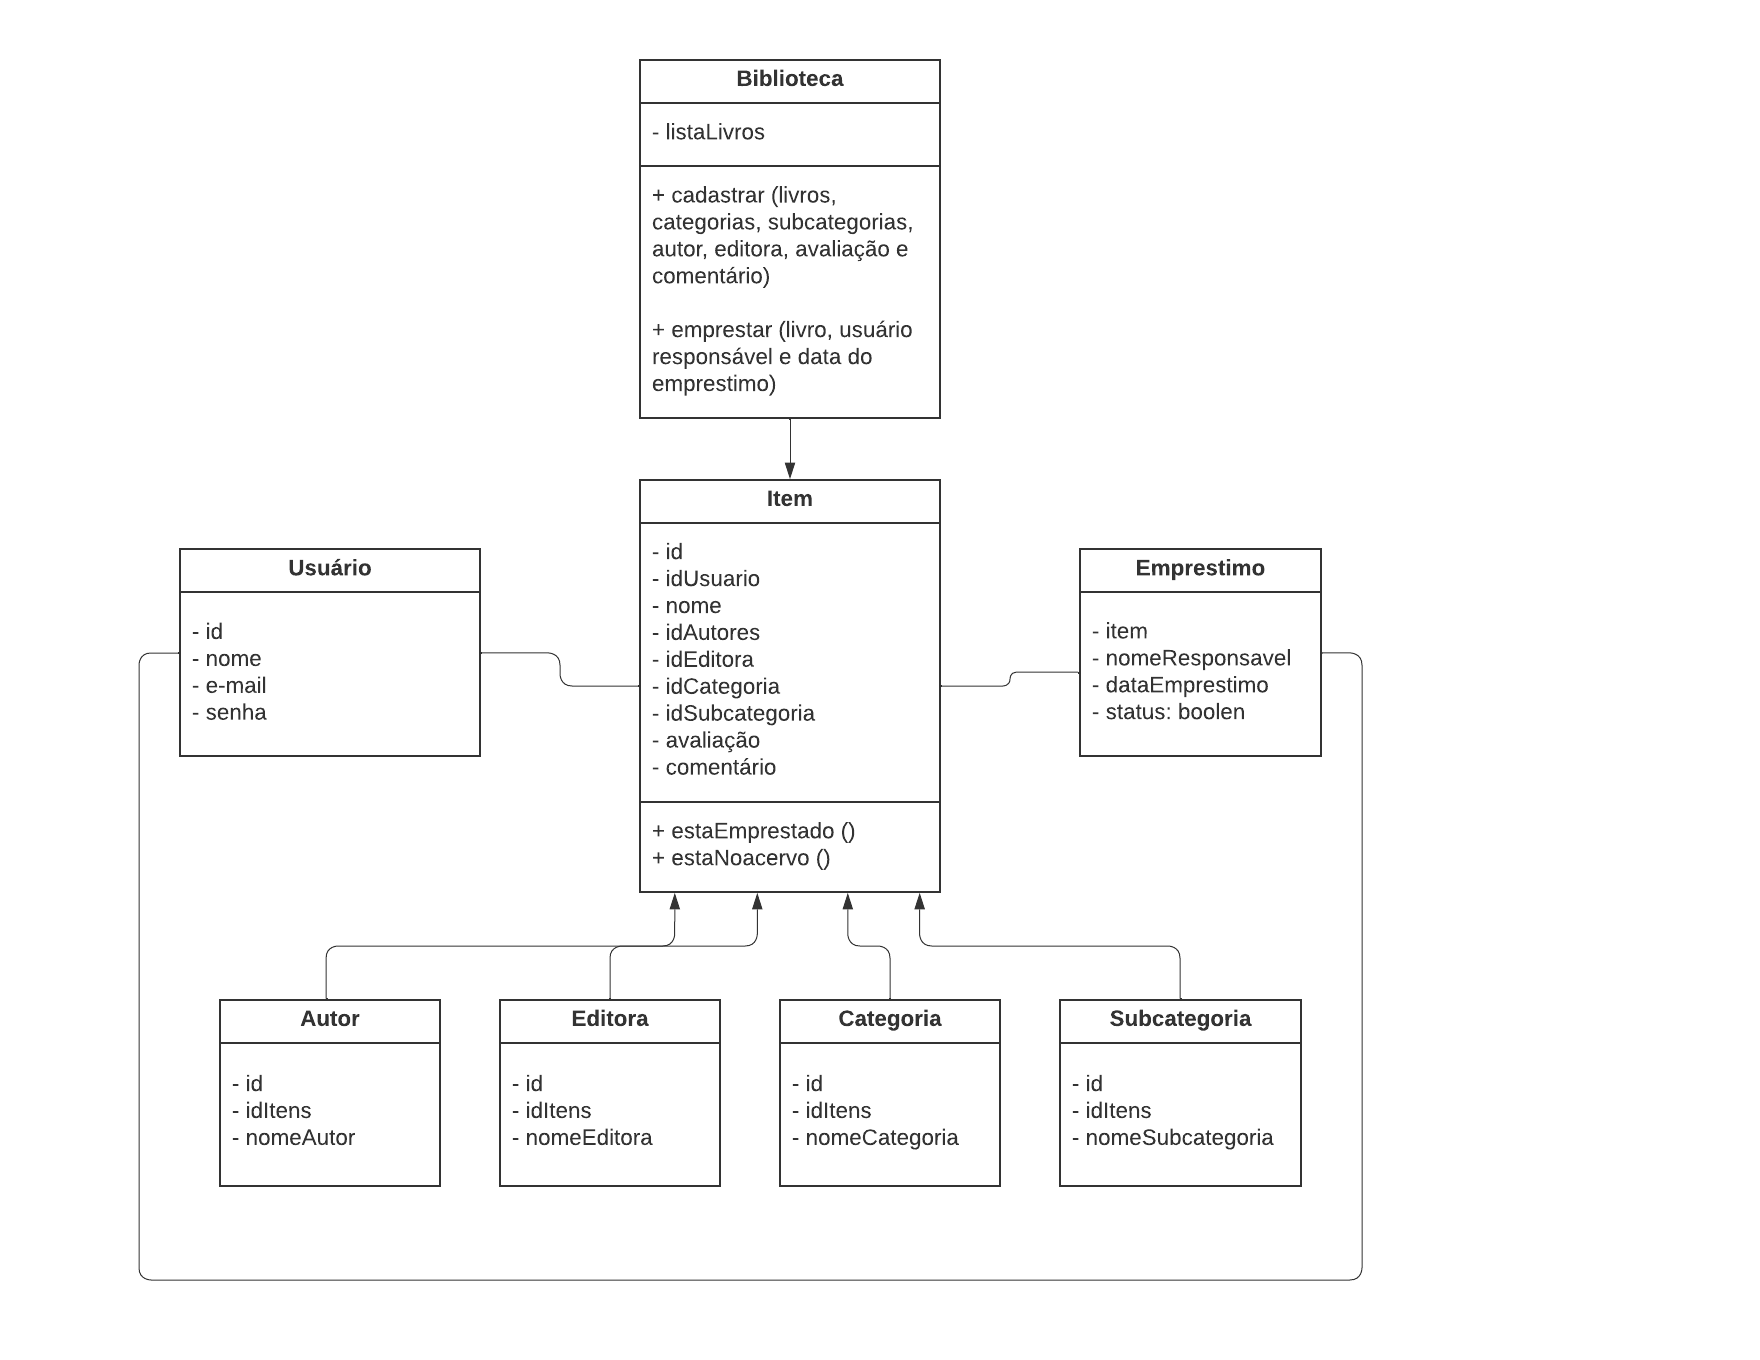 Biblioteca
- listaLivros
+ cadastrar (livros,
categorias, subcategorias,
autor, editora, avaliação e
comentário)
+ emprestar (livro, usuário
responsável e data do
emprestimo)
Item
- id
- idUsuario
- nome
- idAutores
- idEditora
- idCategoria
- idSubcategoria
- avaliação
- comentário
+ estaEmprestado ()
+ estaNoacervo ()
Usuário
- id
- nome
- e-mail
- senha
Emprestimo
- item
- nomeResponsavel
- dataEmprestimo
- status: boolen
Autor
- id
- idItens
- nomeAutor
Editora
- id
- idItens
- nomeEditora
Categoria
- id
- idItens
- nomeCategoria
Subcategoria
- id
- idItens
- nomeSubcategoria